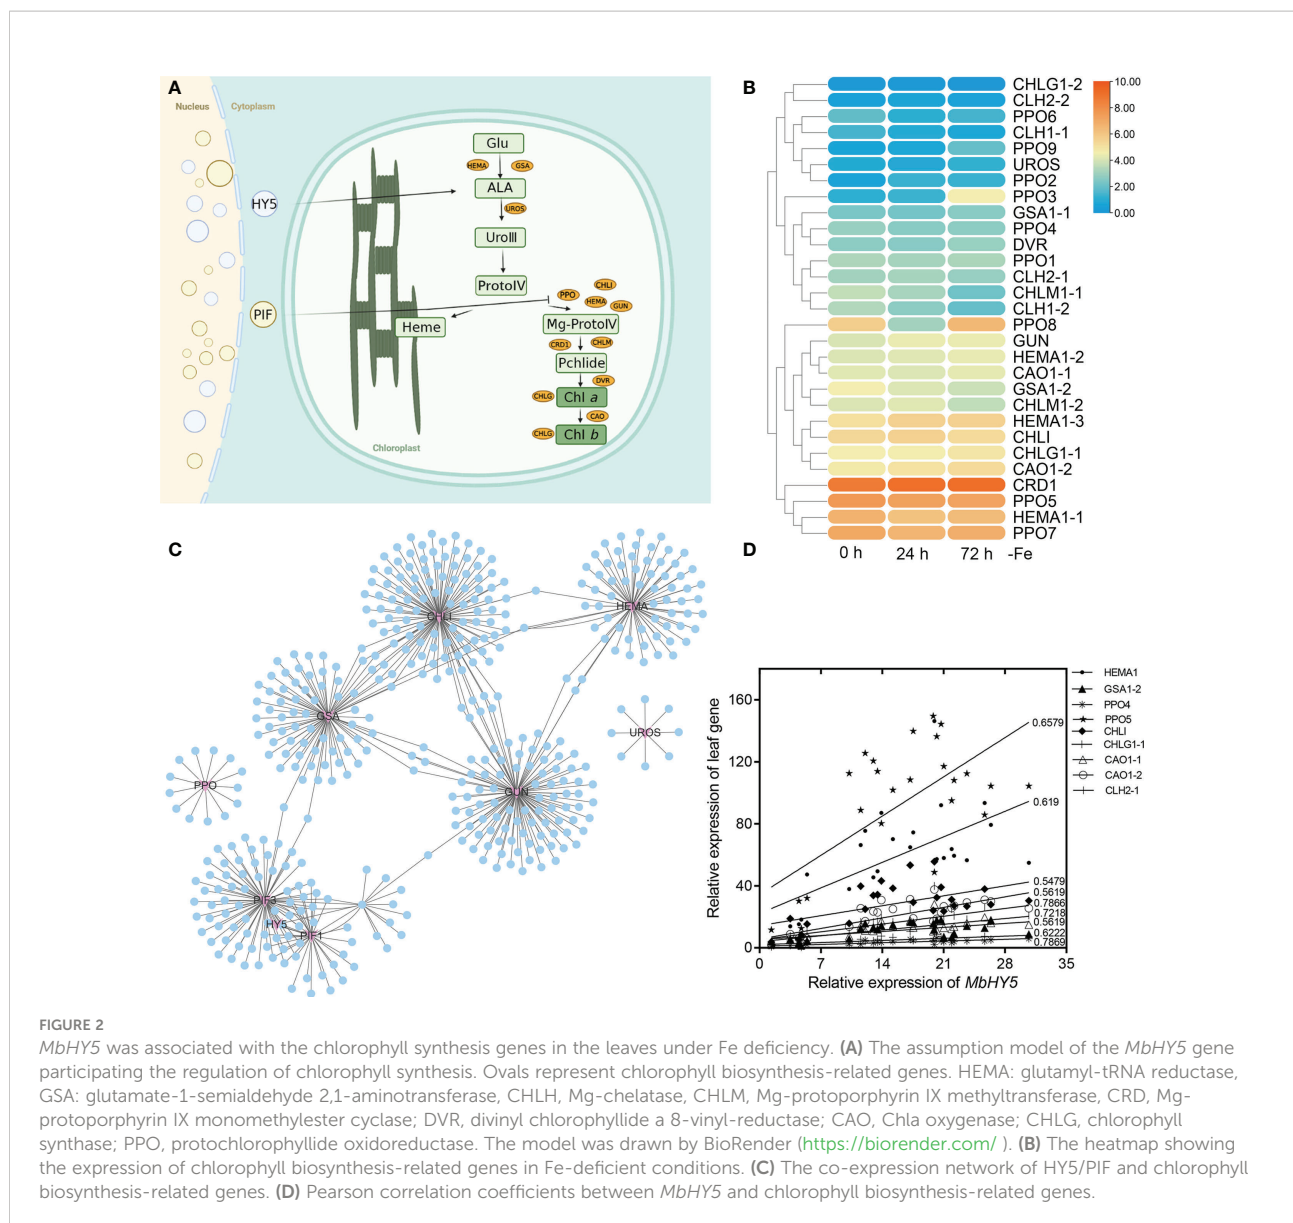 A
Nucleus
Cytoplasm
HY5
PIF
Glu
HEMA
GSA
ALA
UROS
UroIII
ProtoIV
PPO
CHLI
HEMA
GUN
Heme
Mg-ProtoIV
CRD1
CHLM
Pchlide
DVR
CHLG
Chl a
CAO
CHLG
Chl b
Chloroplast
B
CHLG1-2
CLH2-2
PPO6
CLH1-1
PPO9
UROS
PPO2
PPO3
GSA1-1
PPO4
DVR
PPO1
CLH2-1
CHLM1-1
CLH1-2
PPO8
GUN
HEMA1-2
CAO1-1
GSA1-2
CHLM1-2
HEMA1-3
CHLI
CHLG1-1
CAO1-2
CRD1
PPO5
HEMA1-1
PPO7
0 h 24 h 72 h -Fe
10.00
8.00
6.00
4.00
2.00
0.00
C
CHLI
HEMA
GSA
UROS
PPO
GUN
PIF3
HY5
PIF1
D
Relative expression of leaf gene
160
120
80
40
0
0 7 14 21 28 35
Relative expression of MbHY5
0.6579
0.619
0.5479
0.5619
0.7866
0.7218
0.5619
0.6222
0.7869
HEMA1
GSA1-2
PPO4
PPO5
CHLI
CHLG1-1
CAO1-1
CAO1-2
CLH2-1
FIGURE 2
MbHY5 was associated with the chlorophyll synthesis genes in the leaves under Fe deficiency. (A) The assumption model of the MbHY5 gene
participating the regulation of chlorophyll synthesis. Ovals represent chlorophyll biosynthesis-related genes. HEMA: glutamyl-tRNA reductase,
GSA: glutamate-1-semialdehyde 2,1-aminotransferase, CHLH, Mg-chelatase, CHLM, Mg-protoporphyrin IX methyltransferase, CRD, Mg-
protoporphyrin IX monomethylester cyclase; DVR, divinyl chlorophyllide a 8-vinyl-reductase; CAO, Chla oxygenase; CHLG, chlorophyll
synthase; PPO, protochlorophyllide oxidoreductase. The model was drawn by BioRender (https://biorender.com/ ). (B) The heatmap showing
the expression of chlorophyll biosynthesis-related genes in Fe-deficient conditions. (C) The co-expression network of HY5/PIF and chlorophyll
biosynthesis-related genes. (D) Pearson correlation coefficients between MbHY5 and chlorophyll biosynthesis-related genes.